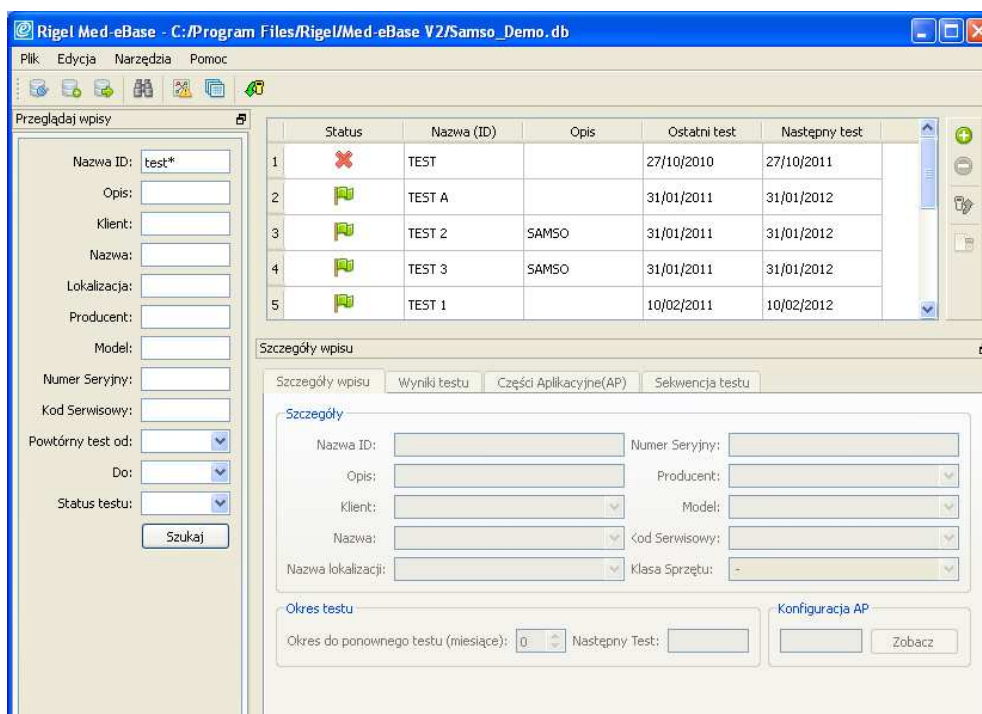 Rigel Med-eBase - C:/Program Files/Rigel/Med-eBase V2/Samso_Demo.db
Plik Edycja Narzędzia Pomoc
Przeglądaj wpisy
Nazwa ID: test*
Opis:
Klient:
Nazwa:
Lokalizacja:
Producent:
Model:
Numer Seryjny:
Kod Serwisowy:
Powtórny test od:
Do:
Status testu:
Szukaj
Status Nazwa (ID) Opis Ostatni test Następny test
1 TEST 27/10/2010 27/10/2011
2 TEST A 31/01/2011 31/01/2012
3 TEST 2 SAMSO 31/01/2011 31/01/2012
4 TEST 3 SAMSO 31/01/2011 31/01/2012
5 TEST 1 10/02/2011 10/02/2012
Szczegóły wpisu
Szczegóły wpisu Wyniki testu Części Aplikacyjne(AP) Sekwencja testu
Szczegóły
Nazwa ID: Numer Seryjny:
Opis: Producent:
Klient: Model:
Nazwa: Kod Serwisowy:
Nazwa lokalizacji: Klasa Sprzętu: -
Okres testu Konfiguracja AP
Okres do ponownego testu (miesiące): 0 Następny Test: Zobacz